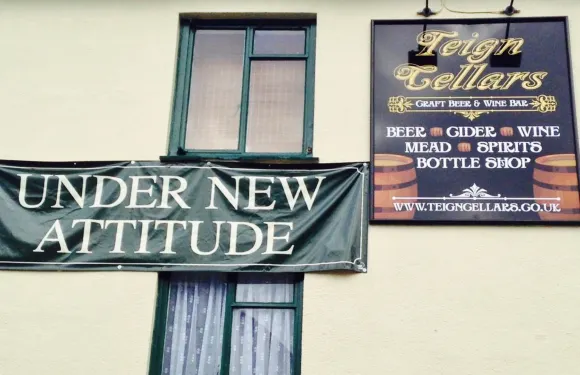 Teign
Cellars
CRAFT BEER & WINE BAR
BEER CIDER WINE
MEAD SPIRITS
BOTTLE SHOP
WWW.TEIGNCELLARS.CO.UK
UNDER NEW
ATTITUDE